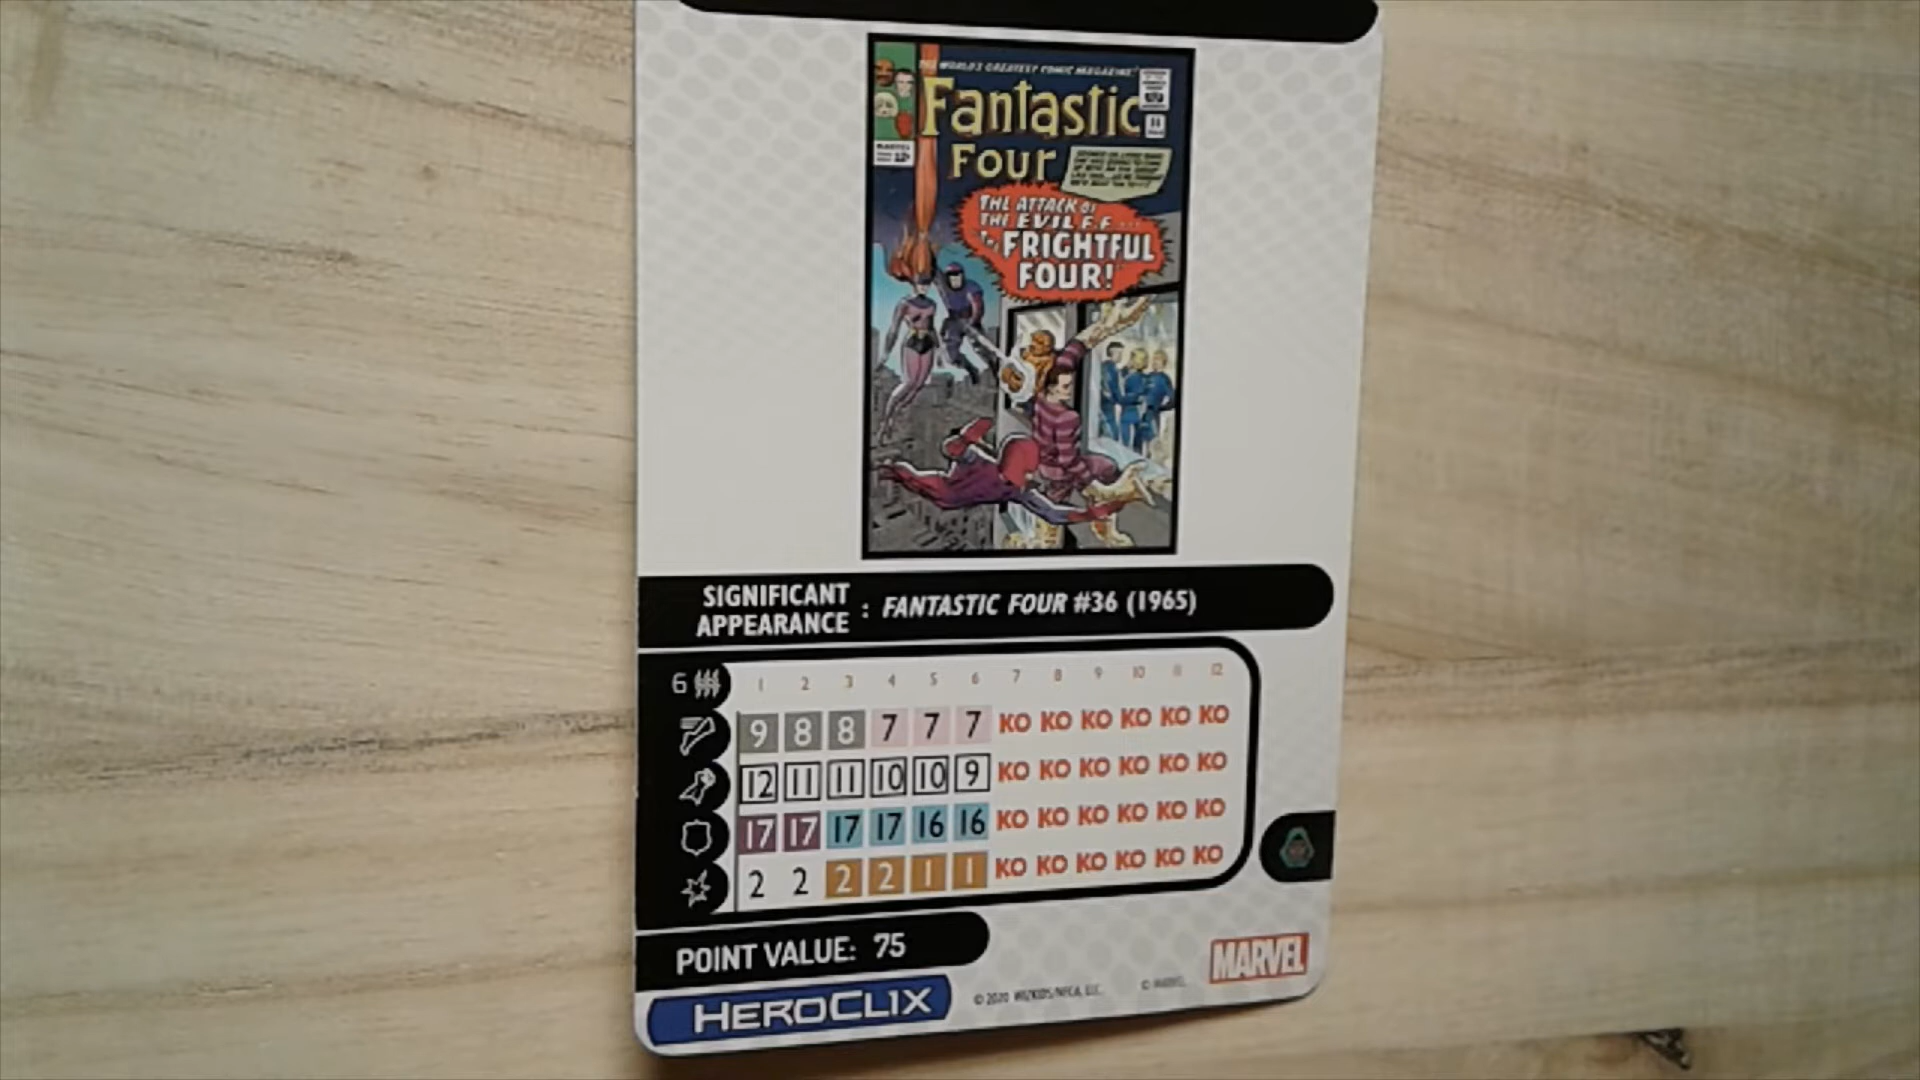 THE WORLD'S GREATEST COMIC MAGAZINE!
Fantastic
Four
MARVEL
12¢
THE ATTACK OF
THE EVIL F.F. ...
The FRIGHTFUL
FOUR!
SIGNIFICANT
APPEARANCE : FANTASTIC FOUR #36 (1965)
6 1 2 3 4 5 6 7 8 9 10 11 12
9 8 8 7 7 7 KO KO KO KO KO KO
12 11 11 10 10 9 KO KO KO KO KO KO
17 17 17 17 16 16 KO KO KO KO KO KO
2 2 2 2 1 1 KO KO KO KO KO KO
POINT VALUE: 75
HEROCLIX
© 2020 WIZKIDS/NECA, LLC.
© MARVEL
MARVEL